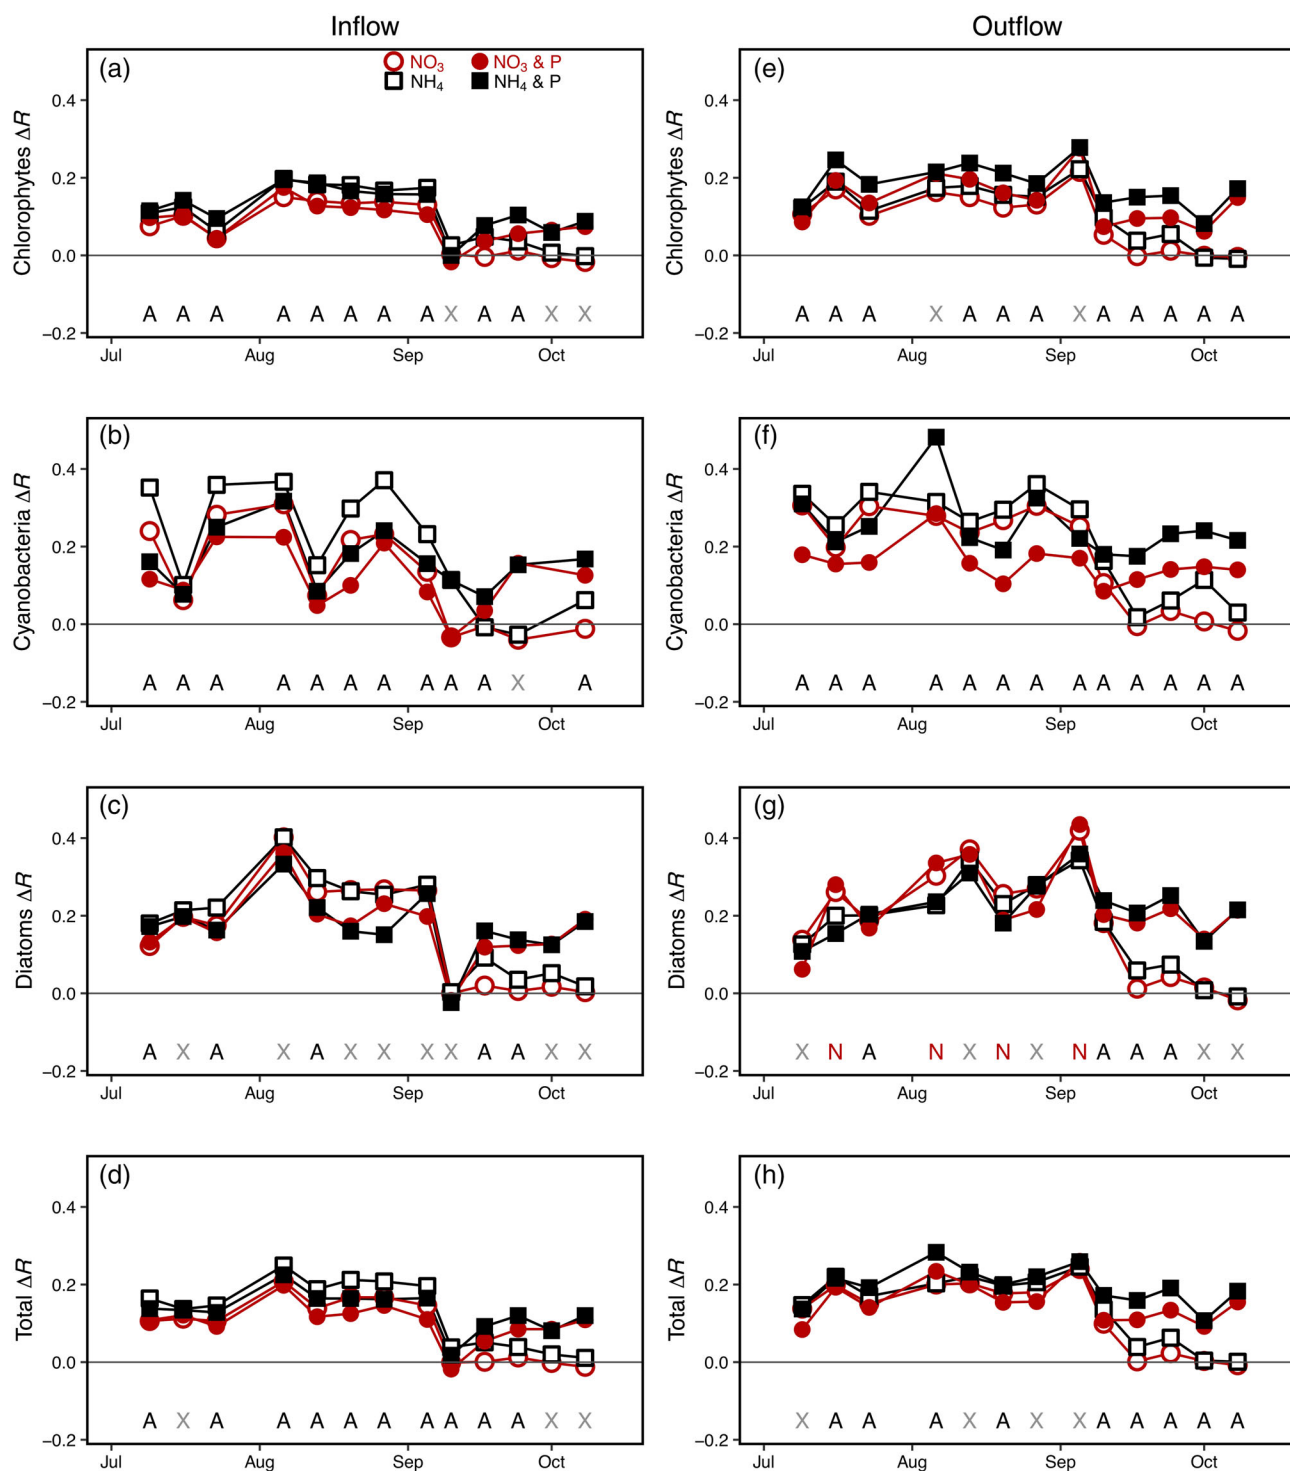 Inflow
Outflow
(a)
NO3
NO3 & P
NH4
NH4 & P
Chlorophytes ΔR
0.4
0.2
0.0
−0.2
A A A A A A A A X A A X X
Jul Aug Sep Oct
(e)
Chlorophytes ΔR
0.4
0.2
0.0
−0.2
A A A X A A A X A A A A A
Jul Aug Sep Oct
(b)
Cyanobacteria ΔR
0.4
0.2
0.0
−0.2
A A A A A A A A A A X A
Jul Aug Sep Oct
(f)
Cyanobacteria ΔR
0.4
0.2
0.0
−0.2
A A A A A A A A A A A A A
Jul Aug Sep Oct
(c)
Diatoms ΔR
0.4
0.2
0.0
−0.2
A X A X A X X X X A A X X
Jul Aug Sep Oct
(g)
Diatoms ΔR
0.4
0.2
0.0
−0.2
X N A N X N X N A A A X X
Jul Aug Sep Oct
(d)
Total ΔR
0.4
0.2
0.0
−0.2
A X A A A A A A A A A X X
Jul Aug Sep Oct
(h)
Total ΔR
0.4
0.2
0.0
−0.2
X A A A X A X X A A A A A
Jul Aug Sep Oct